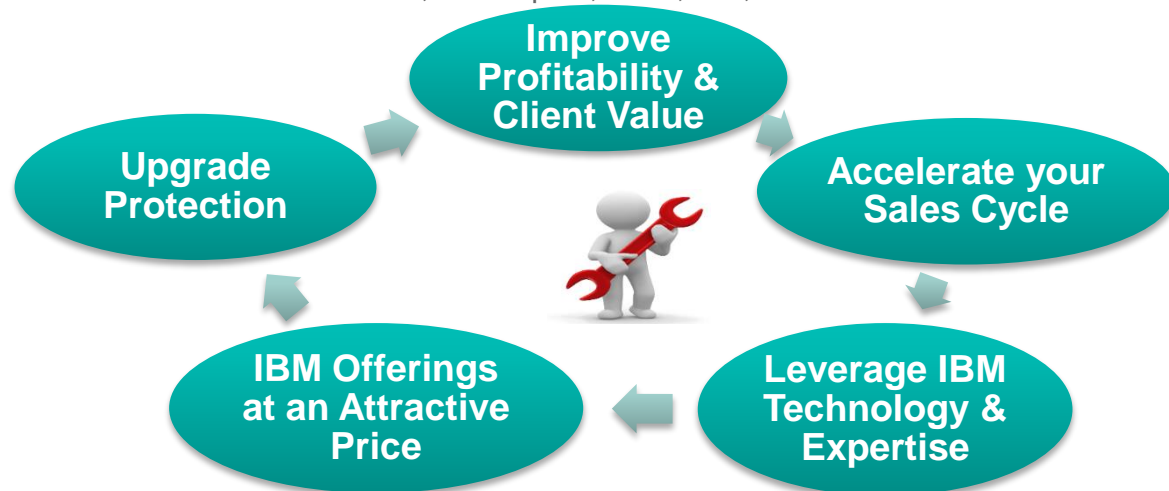 Improve
Profitability &
Client Value
Upgrade
Protection
Accelerate your
Sales Cycle
IBM Offerings
at an Attractive
Price
Leverage IBM
Technology &
Expertise